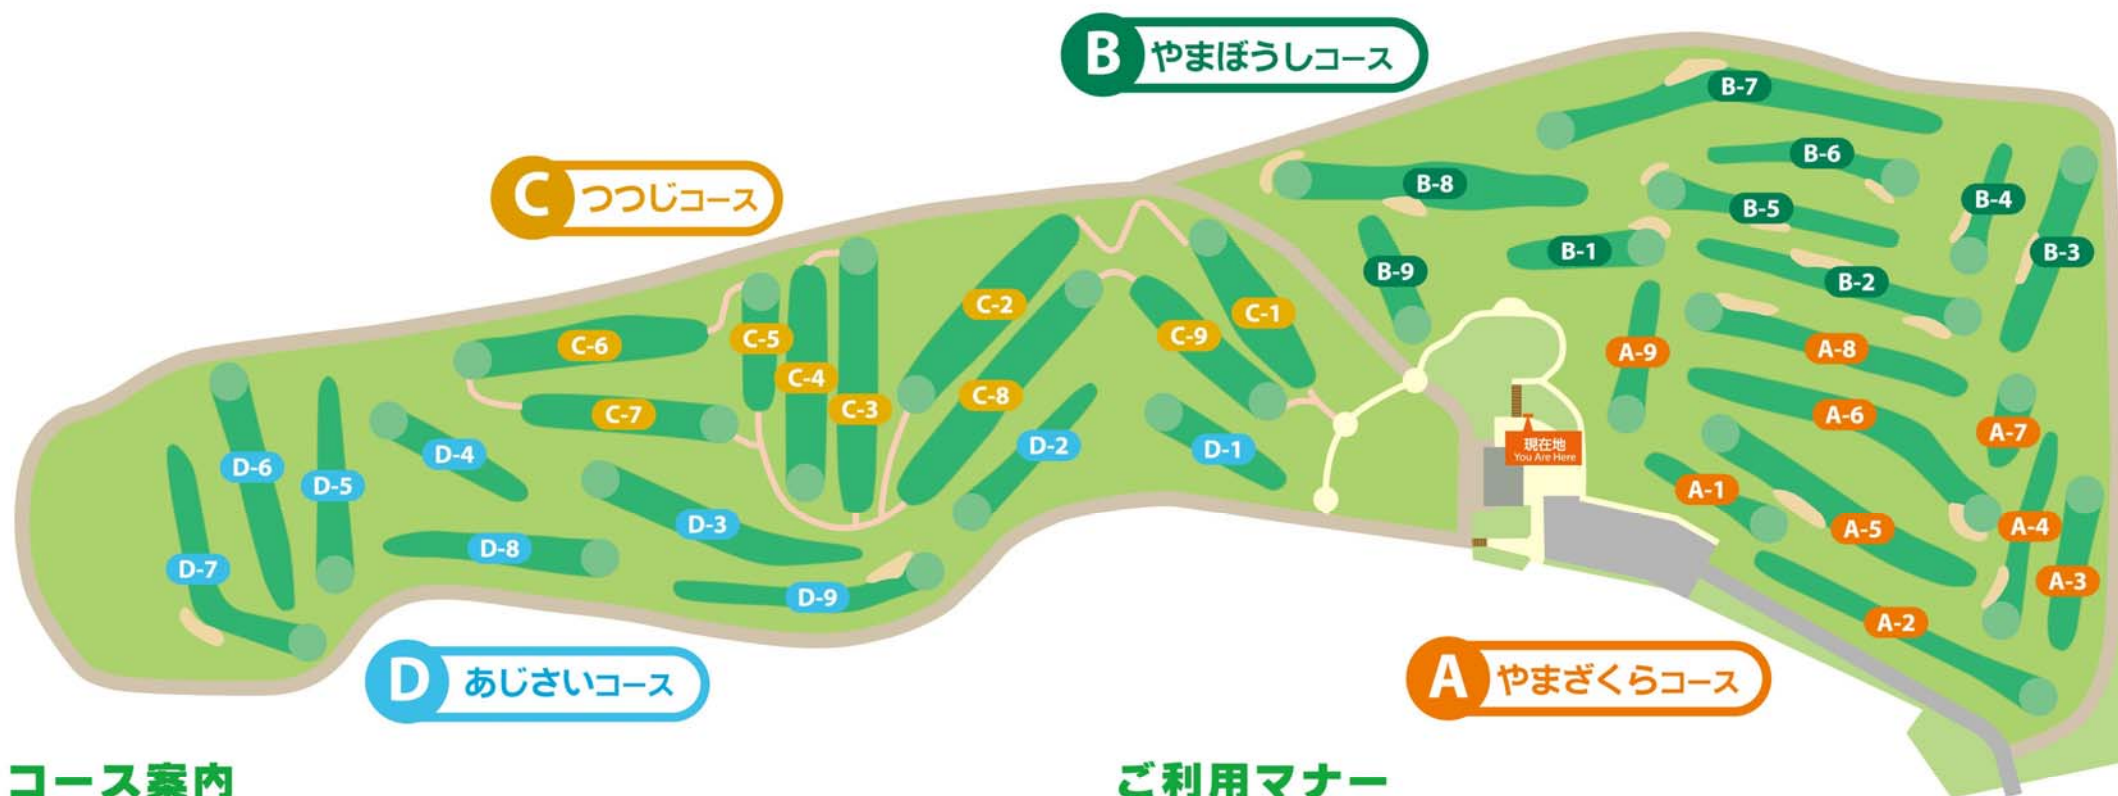 B やまぼうしコース
B-7
B-6
B-8
B-5
B-4
B-1
B-3
B-9
B-2
C つつじコース
C-2
C-1
C-5
C-6
C-9
C-4
C-8
C-3
C-7
A-9
A-8
A-6
A-7
現在地
You Are Here
A-1
A-5
A-4
A-3
A-2
D-2
D-1
D-4
D-6
D-5
D-3
D-8
D-7
D-9
D あじさいコース
A やまざくらコース
コース案内
ご利用マナー